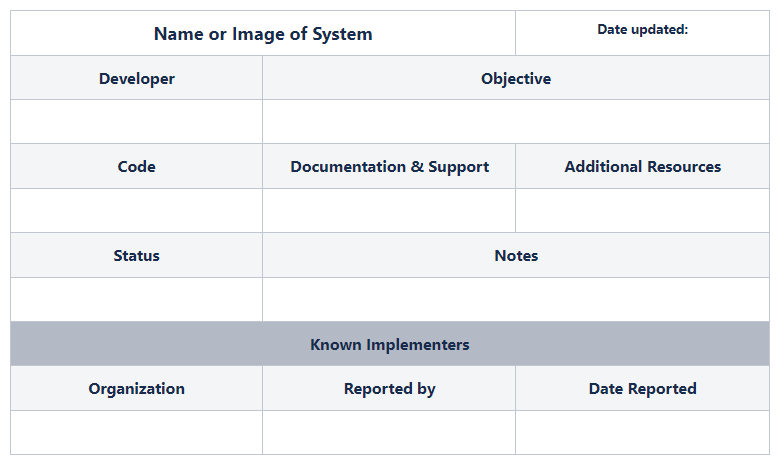 Name or Image of System
Date updated:
Developer
Objective
Code
Documentation & Support
Additional Resources
Status
Notes
Known Implementers
Organization
Reported by
Date Reported